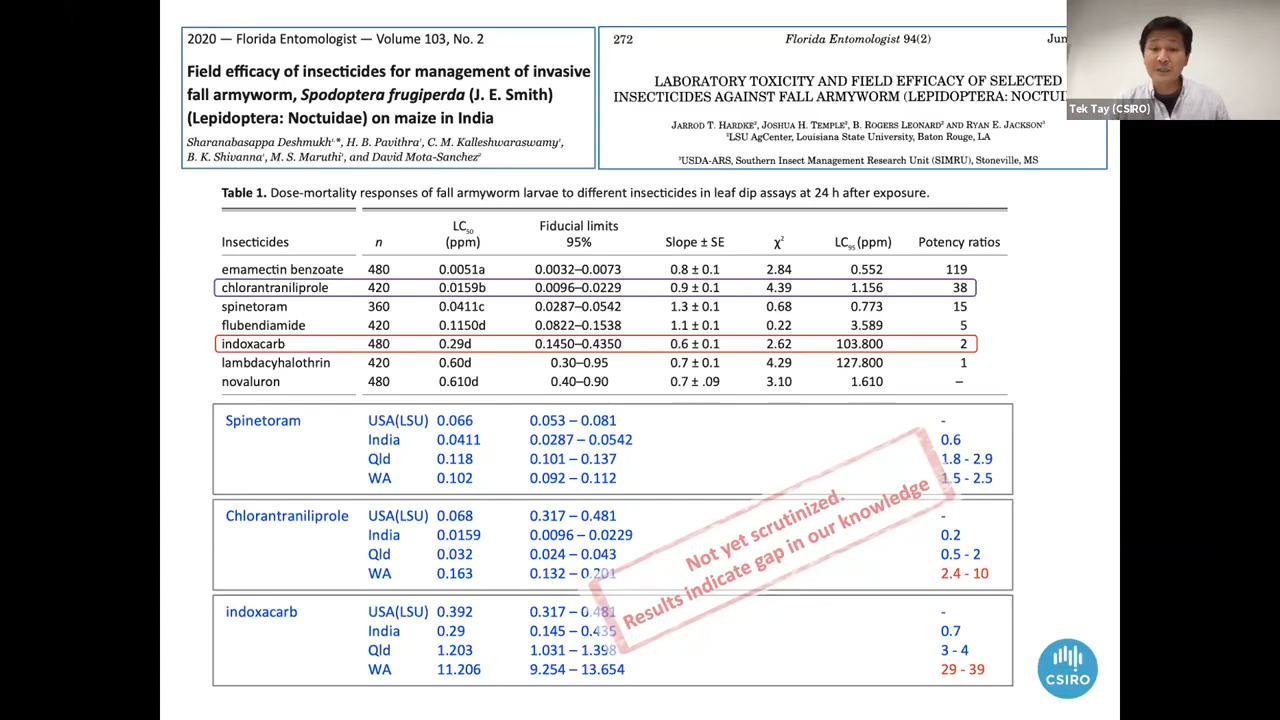 2020 — Florida Entomologist — Volume 103, No. 2
Field efficacy of insecticides for management of invasive
fall armyworm, Spodoptera frugiperda (J. E. Smith)
(Lepidoptera: Noctuidae) on maize in India
Sharanabasappa Deshmukh¹,*, H. B. Pavithra¹, C. M. Kalleshwaraswamy¹,
B. K. Shivanna¹, M. S. Maruthi¹, and David Mota-Sanchez²
272 Florida Entomologist 94(2) Jun
LABORATORY TOXICITY AND FIELD EFFICACY OF SELECTED
INSECTICIDES AGAINST FALL ARMYWORM (LEPIDOPTERA: NOCTUI
JARROD T. HARDKE¹, JOSHUA H. TEMPLE², B. ROGERS LEONARD² AND RYAN E. JACKSON³
²LSU AgCenter, Louisiana State University, Baton Rouge, LA
³USDA-ARS, Southern Insect Management Research Unit (SIMRU), Stoneville, MS
Tek Tay (CSIRO)
Table 1. Dose-mortality responses of fall armyworm larvae to different insecticides in leaf dip assays at 24 h after exposure.
Insecticides n LC₅₀ (ppm) Fiducial limits 95% Slope ± SE χ² LC₉₅ (ppm) Potency ratios
emamectin benzoate 480 0.0051a 0.0032–0.0073 0.8 ± 0.1 2.84 0.552 119
chlorantraniliprole 420 0.0159b 0.0096–0.0229 0.9 ± 0.1 4.39 1.156 38
spinetoram 360 0.0411c 0.0287–0.0542 1.3 ± 0.1 0.68 0.773 15
flubendiamide 420 0.1150d 0.0822–0.1538 1.1 ± 0.1 0.22 3.589 5
indoxacarb 480 0.29d 0.1450–0.4350 0.6 ± 0.1 2.62 103.800 2
lambdacyhalothrin 420 0.60d 0.30–0.95 0.7 ± 0.1 4.29 127.800 1
novaluron 480 0.610d 0.40–0.90 0.7 ± .09 3.10 1.610 –
Spinetoram USA(LSU) 0.066 0.053 – 0.081 -
India 0.0411 0.0287 – 0.0542 0.6
Qld 0.118 0.101 – 0.137 1.8 - 2.9
WA 0.102 0.092 – 0.112 1.5 - 2.5
Chlorantraniliprole USA(LSU) 0.068 0.317 – 0.481 -
India 0.0159 0.0096 – 0.0229 0.2
Qld 0.032 0.024 – 0.043 0.5 - 2
WA 0.163 0.132 – 0.201 2.4 - 10
indoxacarb USA(LSU) 0.392 0.317 – 0.481 -
India 0.29 0.145 – 0.435 0.7
Qld 1.203 1.031 – 1.398 3 - 4
WA 11.206 9.254 – 13.654 29 - 39
Not yet scrutinized.
Results indicate gap in our knowledge
CSIRO